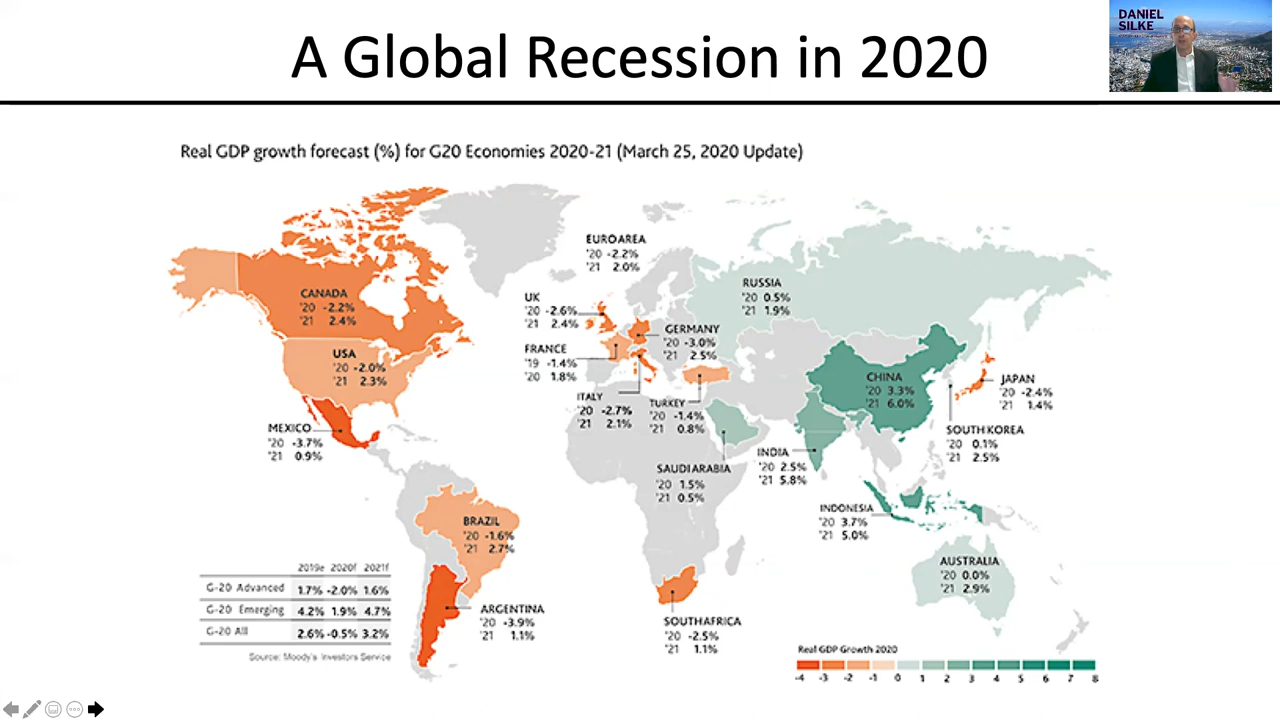 A Global Recession in 2020
DANIEL
SILKE
Real GDP growth forecast (%) for G20 Economies 2020-21 (March 25, 2020 Update)
EURO AREA
'20 -2.2%
'21 2.0%
CANADA
'20 -2.2%
'21 2.4%
RUSSIA
'20 0.5%
'21 1.9%
UK
'20 -2.6%
'21 2.4%
GERMANY
'20 -3.0%
'21 2.5%
USA
'20 -2.0%
'21 2.3%
FRANCE
'19 -1.4%
'20 1.8%
CHINA
'20 3.3%
'21 6.0%
JAPAN
'20 -2.4%
'21 1.4%
ITALY
'20 -2.7%
'21 2.1%
TURKEY
'20 -1.4%
'21 0.8%
MEXICO
'20 -3.7%
'21 0.9%
SOUTH KOREA
'20 0.1%
'21 2.5%
INDIA
'20 2.5%
'21 5.8%
SAUDI ARABIA
'20 1.5%
'21 0.5%
INDONESIA
'20 3.7%
'21 5.0%
BRAZIL
'20 -1.6%
'21 2.7%
AUSTRALIA
'20 0.0%
'21 2.9%
ARGENTINA
'20 -3.9%
'21 1.1%
SOUTH AFRICA
'20 -2.5%
'21 1.1%
2019e 2020f 2021f
G-20 Advanced 1.7% -2.0% 1.6%
G-20 Emerging 4.2% 1.9% 4.7%
G-20 All 2.6% -0.5% 3.2%
Source: Moody's Investors Service
Real GDP Growth 2020
-4 -3 -2 -1 0 1 2 3 4 5 6 7 8